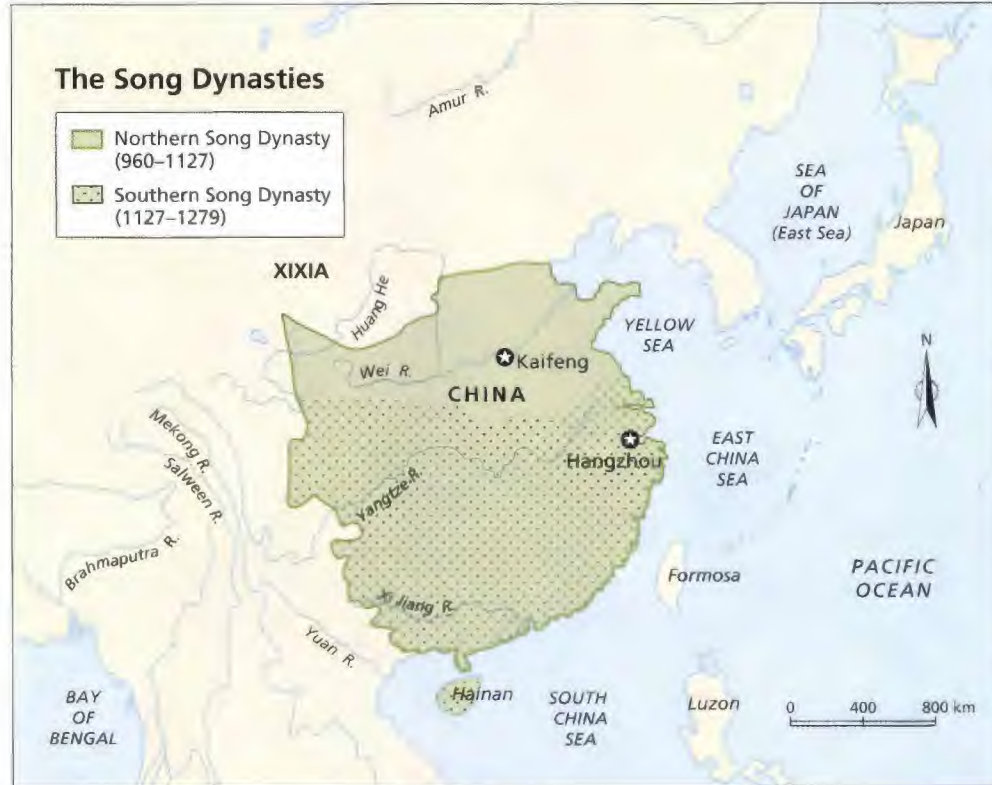 The Song Dynasties
Northern Song Dynasty
(960–1127)
Southern Song Dynasty
(1127–1279)
Amur R.
SEA
OF
JAPAN
(East Sea)
Japan
XIXIA
Huang He
YELLOW
SEA
N
Wei R.
Kaifeng
CHINA
Mekong R.
Salween R.
Hangzhou
EAST
CHINA
SEA
Yangtze R.
Brahmaputra R.
Formosa
PACIFIC
OCEAN
Xi Jiang R.
Yuan R.
BAY
OF
BENGAL
Hainan
SOUTH
CHINA
SEA
Luzon
0 800 km